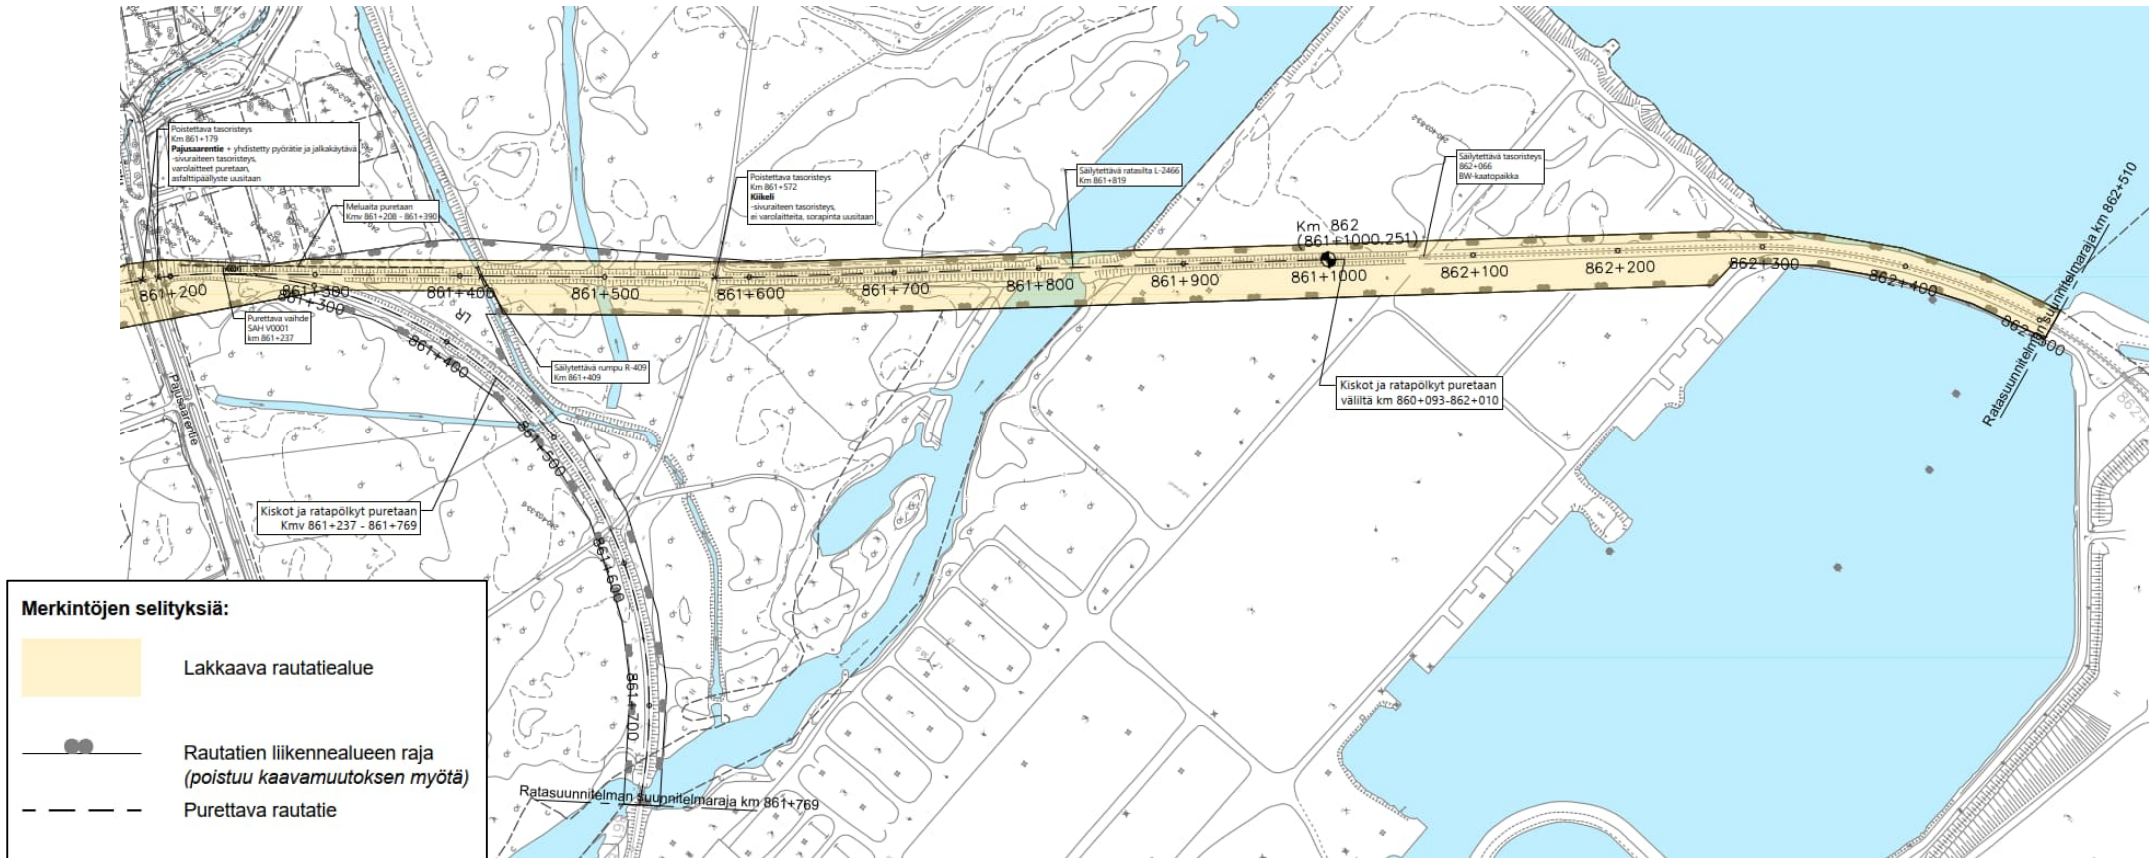 Poistettava tasoristeys
Km 861+179
Pajusaarentie + yhdistetty pyörätie ja jalkakäytävä
-sivuraiteen tasoristeys,
varolaitteet puretaan,
asfalttipäällyste uusitaan
Meluaita puretaan
Kmv 861+208 - 861+390
Poistettava tasoristeys
Km 861+572
Kiikeli
-sivuraiteen tasoristeys,
ei varolaitteita, sorapinta uusitaan
Säilytettävä ratasilta L-2466
Km 861+819
Säilytettävä tasoristeys
862+066
BW-kaatopaikka
Km 862
(861+1000.251)
Ratasuunnitelman suunnitelmaraja km 862+510
861+200
861+300
861+400
861+500
861+600
861+700
861+800
861+900
861+1000
862+100
862+200
862+300
862+400
862+500
861+300
861+400
861+500
861+600
861+700
LR
Purettava vaihde
SAH V0001
km 861+237
Säilytettävä rumpu R-409
Km 861+409
Kiskot ja ratapölkyt puretaan
väliltä km 860+093-862+010
Pajusaarentie
Kiskot ja ratapölkyt puretaan
Kmv 861+237 - 861+769
Ratasuunnitelman suunnitelmaraja km 861+769
Merkintöjen selityksiä:
Lakkaava rautatiealue
Rautatien liikennealueen raja
(poistuu kaavamuutoksen myötä)
Purettava rautatie